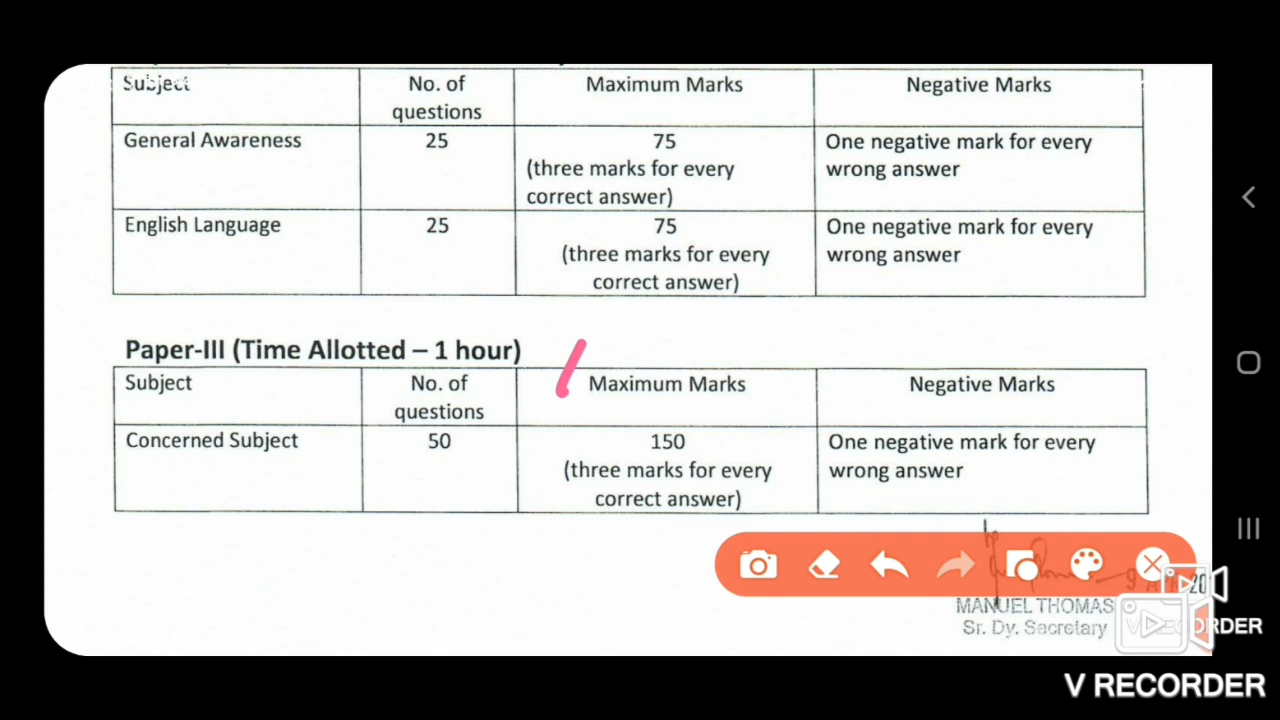 Subject No. of questions Maximum Marks Negative Marks
General Awareness 25 75 (three marks for every correct answer) One negative mark for every wrong answer
English Language 25 75 (three marks for every correct answer) One negative mark for every wrong answer
Paper-III (Time Allotted – 1 hour)
Subject No. of questions Maximum Marks Negative Marks
Concerned Subject 50 150 (three marks for every correct answer) One negative mark for every wrong answer
MANUEL THOMAS
Sr. Dy. Secretary
V RECORDER